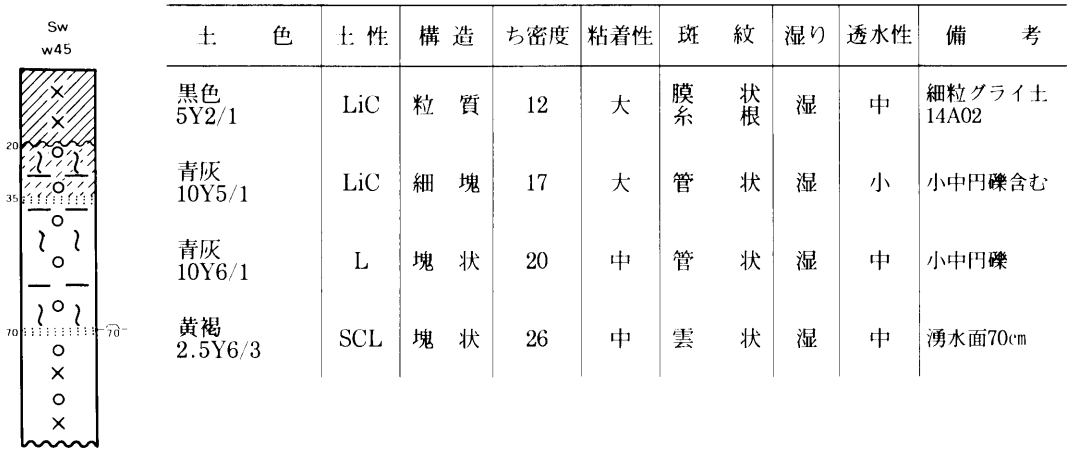 Sw
w45
20
35
70
70
土色 土性 構造 ち密度 粘着性 斑紋 湿り 透水性 備考
黒色
5Y2/1 LiC 粒質 12 大 膜状
糸根 湿 中 細粒グライ土
14A02
青灰
10Y5/1 LiC 細塊 17 大 管状 湿 小 小中円礫含む
青灰
10Y6/1 L 塊状 20 中 管状 湿 中 小中円礫
黄褐
2.5Y6/3 SCL 塊状 26 中 雲状 湿 中 湧水面70cm